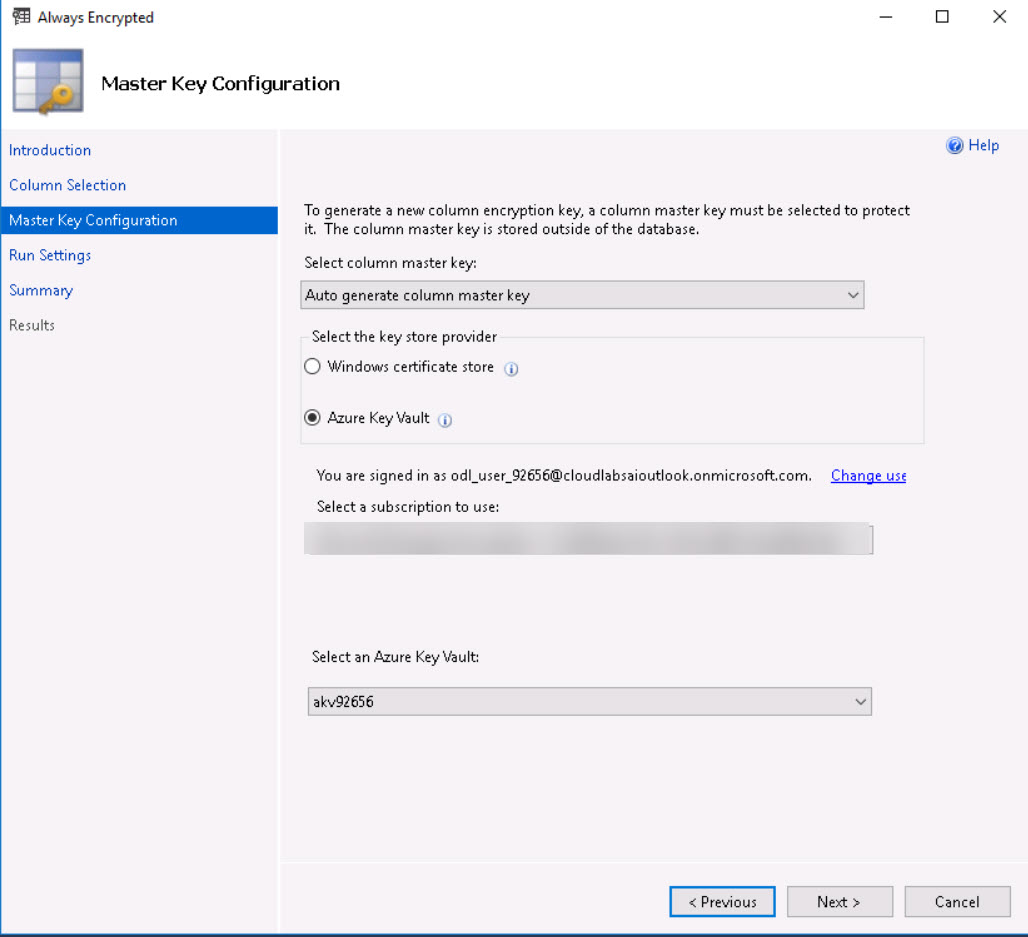 Always Encrypted
Master Key Configuration
Introduction
Column Selection
Master Key Configuration
Run Settings
Summary
Results
Help
To generate a new column encryption key, a column master key must be selected to protect
it. The column master key is stored outside of the database.
Select column master key:
Auto generate column master key
Select the key store provider
Windows certificate store
Azure Key Vault
You are signed in as odl_user_92656@cloudlabsaioutlook.onmicrosoft.com. Change use
Select a subscription to use:
Select an Azure Key Vault:
akv92656
< Previous
Next >
Cancel